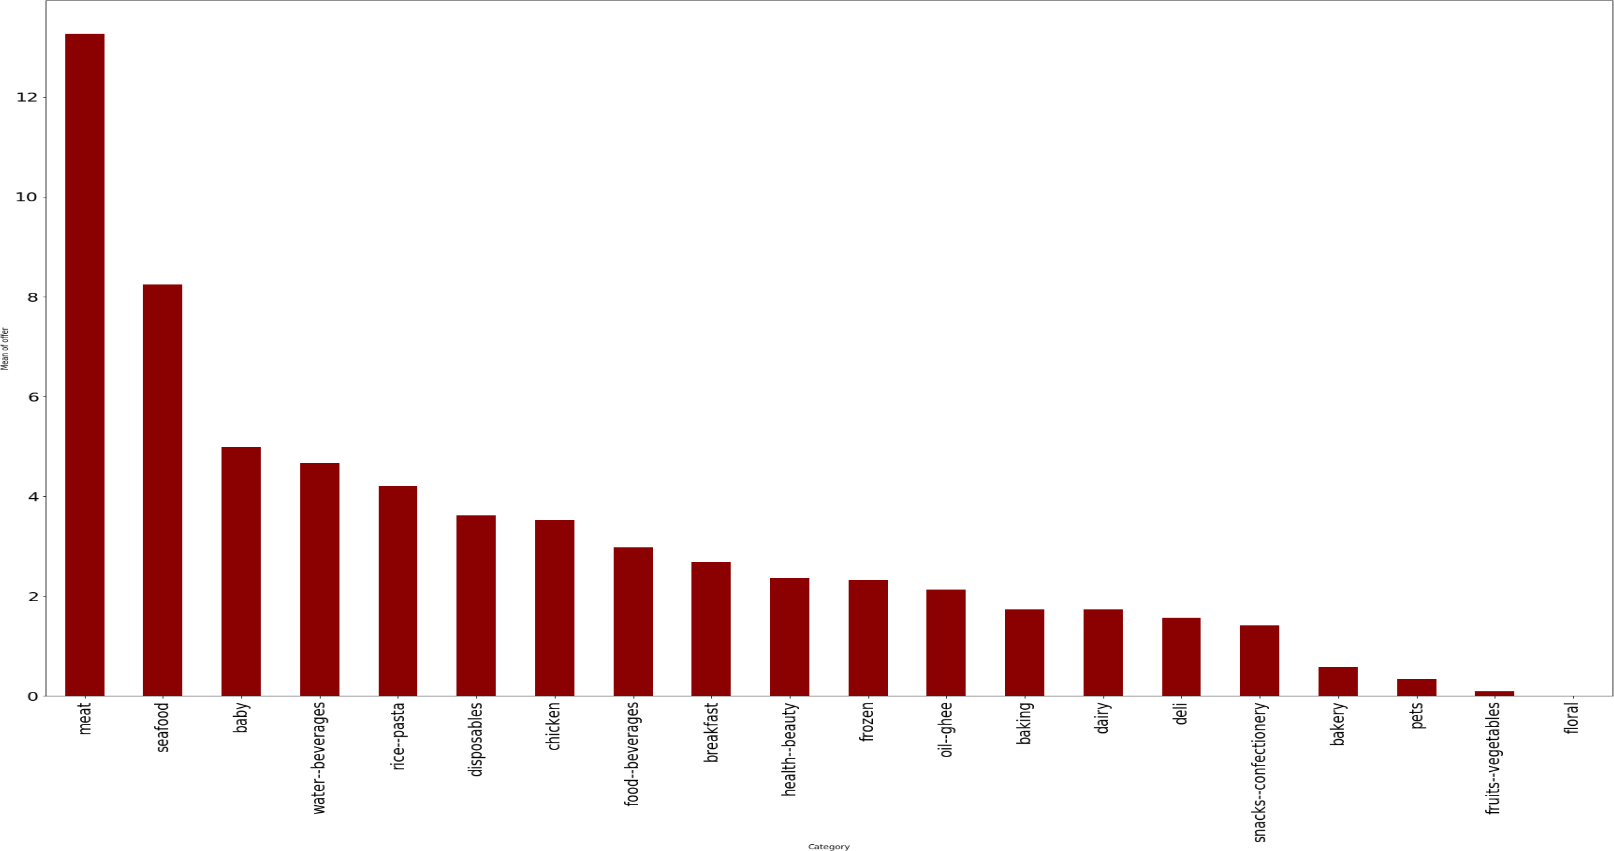 12
10
8
6
4
2
0
Mean of offer
meat
seafood
baby
water--beverages
rice--pasta
disposables
chicken
food--beverages
breakfast
health--beauty
frozen
oil--ghee
baking
dairy
deli
snacks--confectionery
bakery
pets
fruits--vegetables
floral
Category